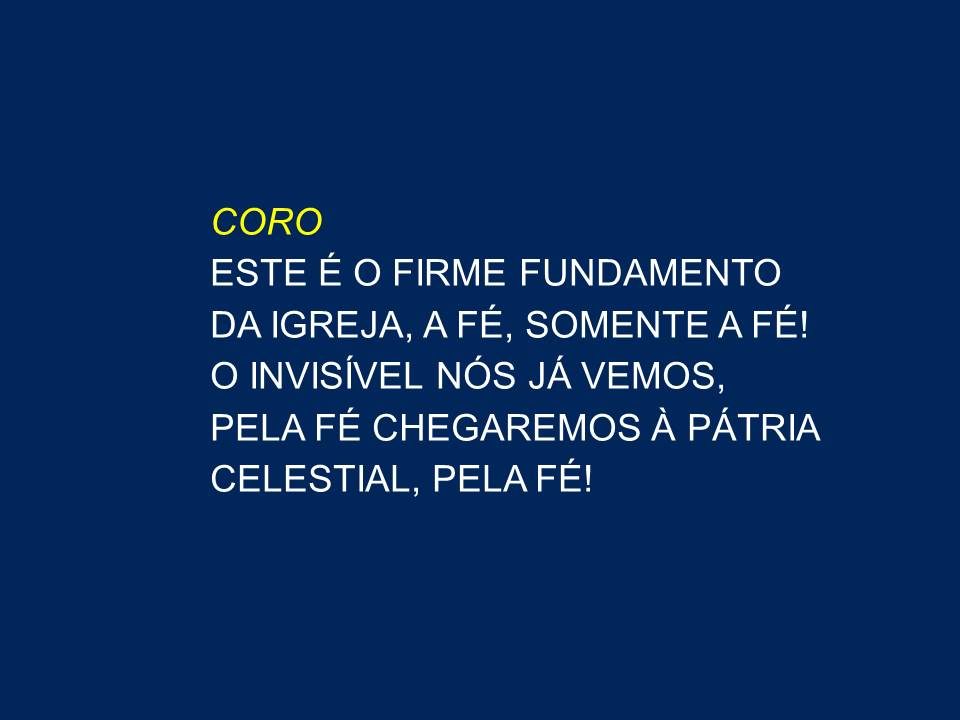 CORO
ESTE É O FIRME FUNDAMENTO
DA IGREJA, A FÉ, SOMENTE A FÉ!
O INVISÍVEL NÓS JÁ VEMOS,
PELA FÉ CHEGAREMOS À PÁTRIA
CELESTIAL, PELA FÉ!